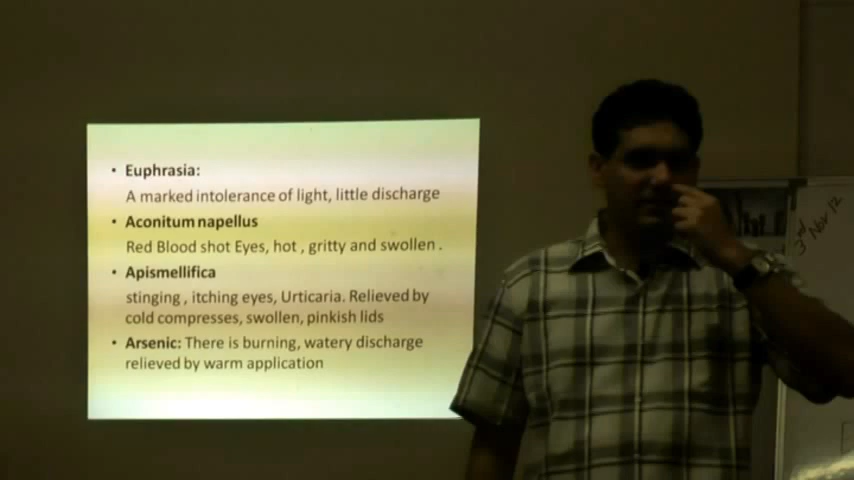 • Euphrasia:
A marked intolerance of light, little discharge
• Aconitum napellus
Red Blood shot Eyes, hot , gritty and swollen .
• Apismellifica
stinging , itching eyes, Urticaria. Relieved by
cold compresses, swollen, pinkish lids
• Arsenic: There is burning, watery discharge
relieved by warm application
3rd Nov 12